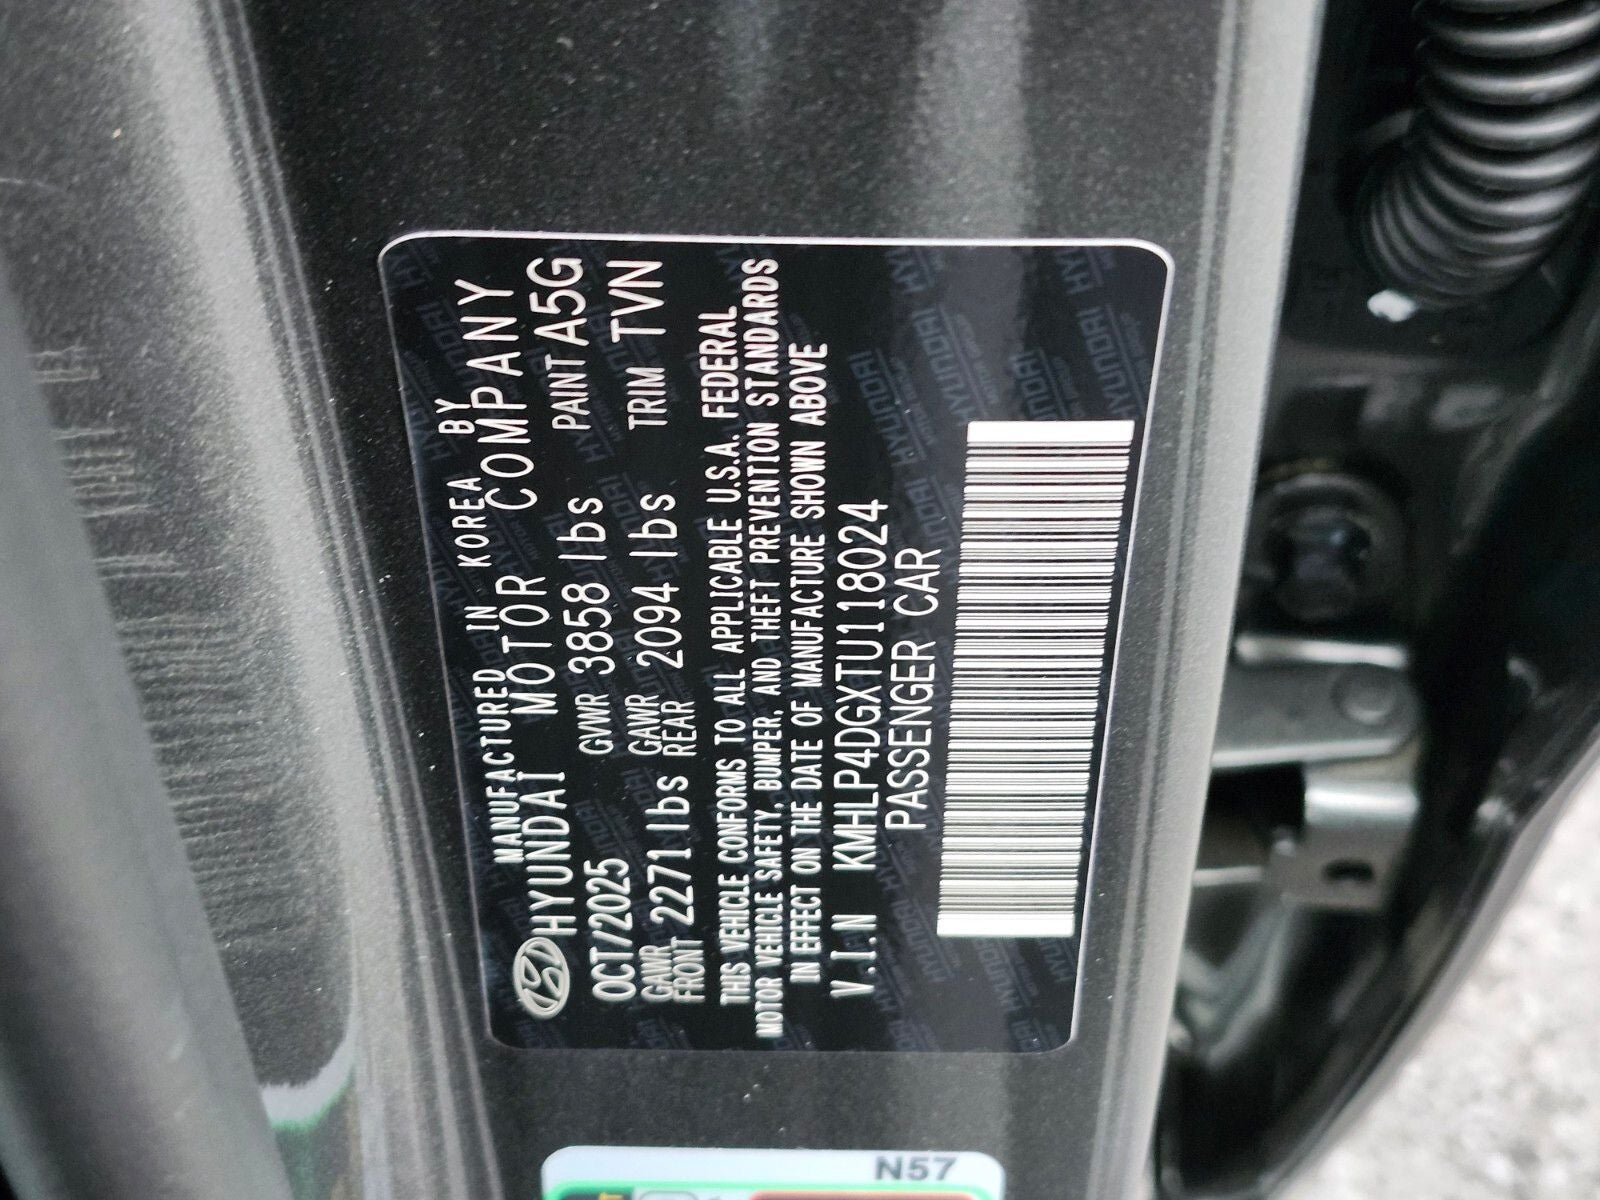 MANUFACTURED IN KOREA BY
HYUNDAI MOTOR COMPANY
OCT/2025 GVWR 3858 lbs PAINT A5G
GAWR FRONT 2271 lbs GAWR REAR 2094 lbs TRIM TVN
THIS VEHICLE CONFORMS TO ALL APPLICABLE U.S.A. FEDERAL
MOTOR VEHICLE SAFETY, BUMPER, AND THEFT PREVENTION STANDARDS
IN EFFECT ON THE DATE OF MANUFACTURE SHOWN ABOVE
V.I.N KMHLP4DGXTU118024
PASSENGER CAR
N57